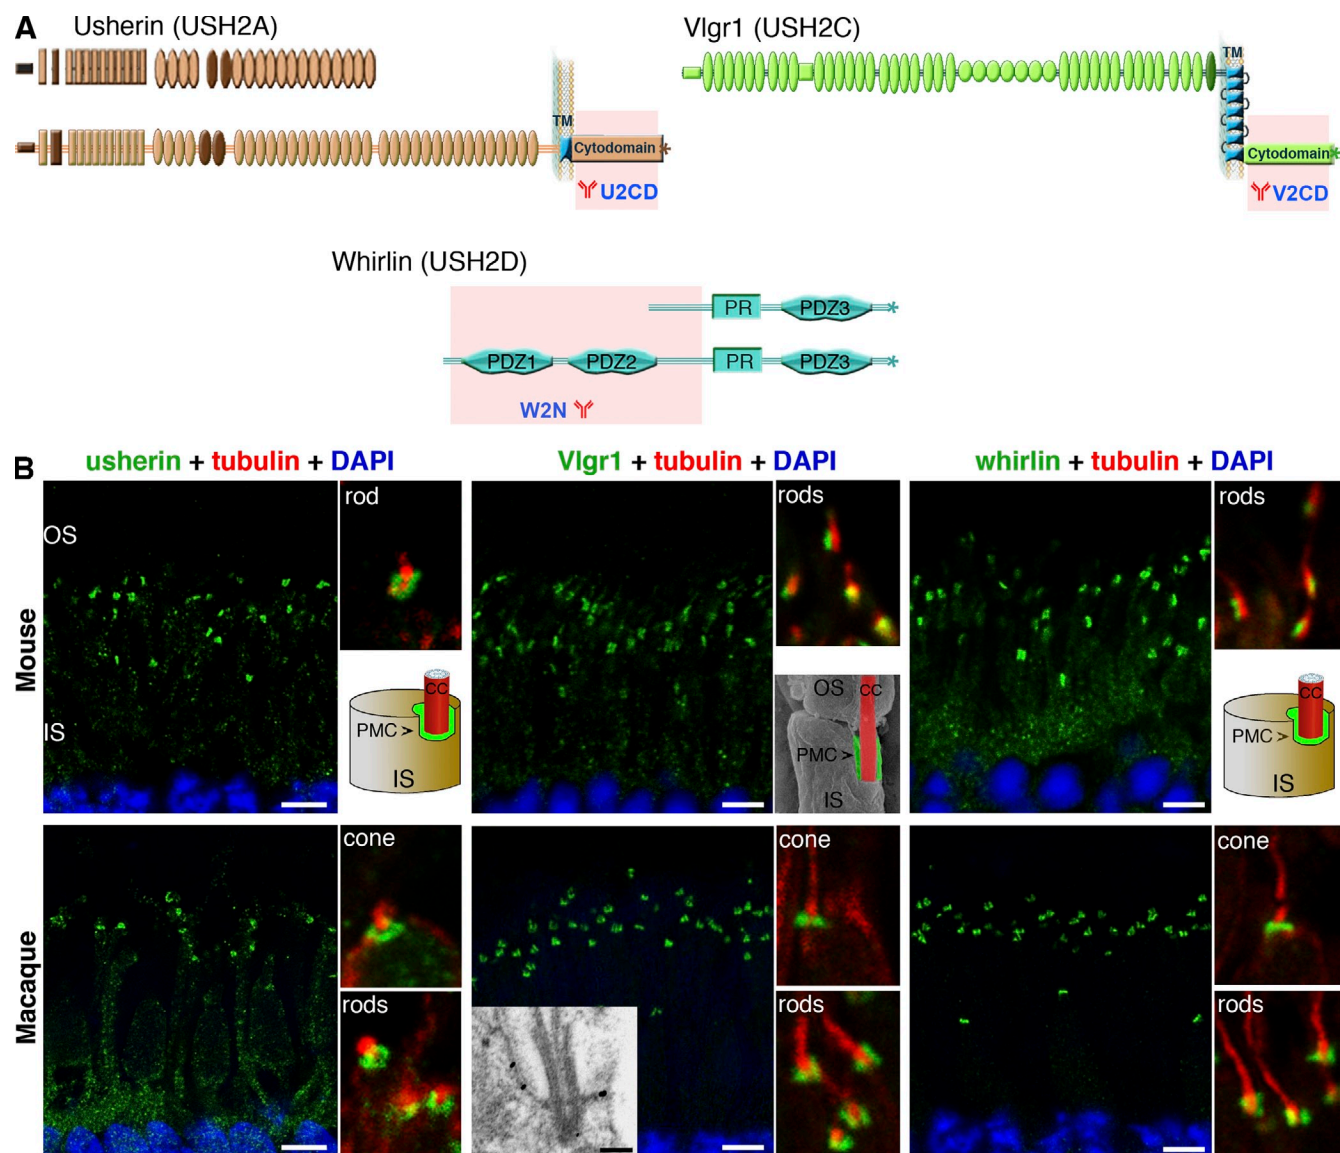 A
Usherin (USH2A)
Vlgr1 (USH2C)
TM
TM
Cytodomain
*
Cytodomain
*
U2CD
V2CD
Whirlin (USH2D)
PR
PDZ3
*
PDZ1
PDZ2
PR
PDZ3
*
W2N
B
usherin + tubulin + DAPI
Vlgr1 + tubulin + DAPI
whirlin + tubulin + DAPI
Mouse
OS
IS
rod
CC
PMC >
IS
rods
OS
CC
PMC >
IS
rods
CC
PMC >
IS
Macaque
cone
rods
cone
rods
cone
rods